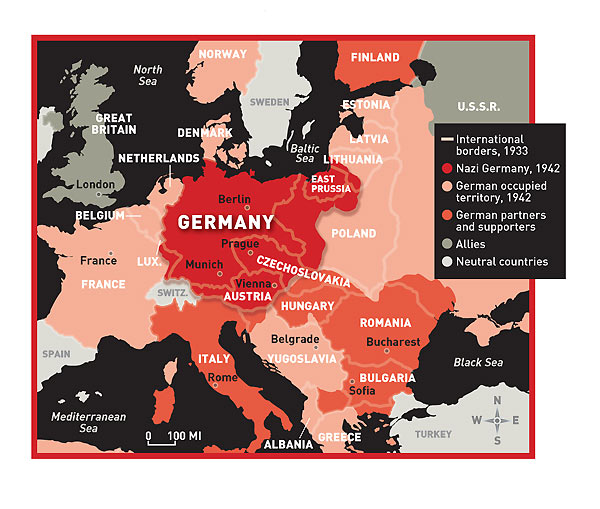 NORWAY
FINLAND
North
Sea
SWEDEN
ESTONIA
U.S.S.R.
GREAT
BRITAIN
DENMARK
LATVIA
Baltic
Sea
NETHERLANDS
LITHUANIA
London
EAST
PRUSSIA
Berlin
BELGIUM
GERMANY
POLAND
Prague
France
LUX.
Munich
CZECHOSLOVAKIA
FRANCE
Vienna
SWITZ.
AUSTRIA
HUNGARY
ROMANIA
SPAIN
Belgrade
Bucharest
ITALY
YUGOSLAVIA
Black Sea
Rome
BULGARIA
Sofia
Mediterranean
Sea
0 100 MI
ALBANIA
GREECE
TURKEY
N
W E
S
International
borders, 1933
Nazi Germany, 1942
German occupied
territory, 1942
German partners
and supporters
Allies
Neutral countries